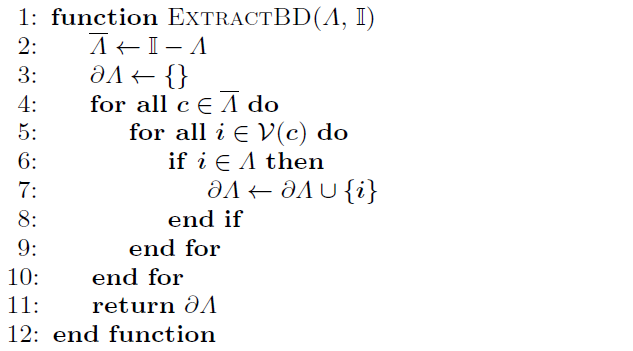 1: function EXTRACTBD(Λ, 𝕀)
2: Λ̅ ← 𝕀 − Λ
3: ∂Λ ← {}
4: for all c ∈ Λ̅ do
5: for all i ∈ 𝒱(c) do
6: if i ∈ Λ then
7: ∂Λ ← ∂Λ ∪ {i}
8: end if
9: end for
10: end for
11: return ∂Λ
12: end function